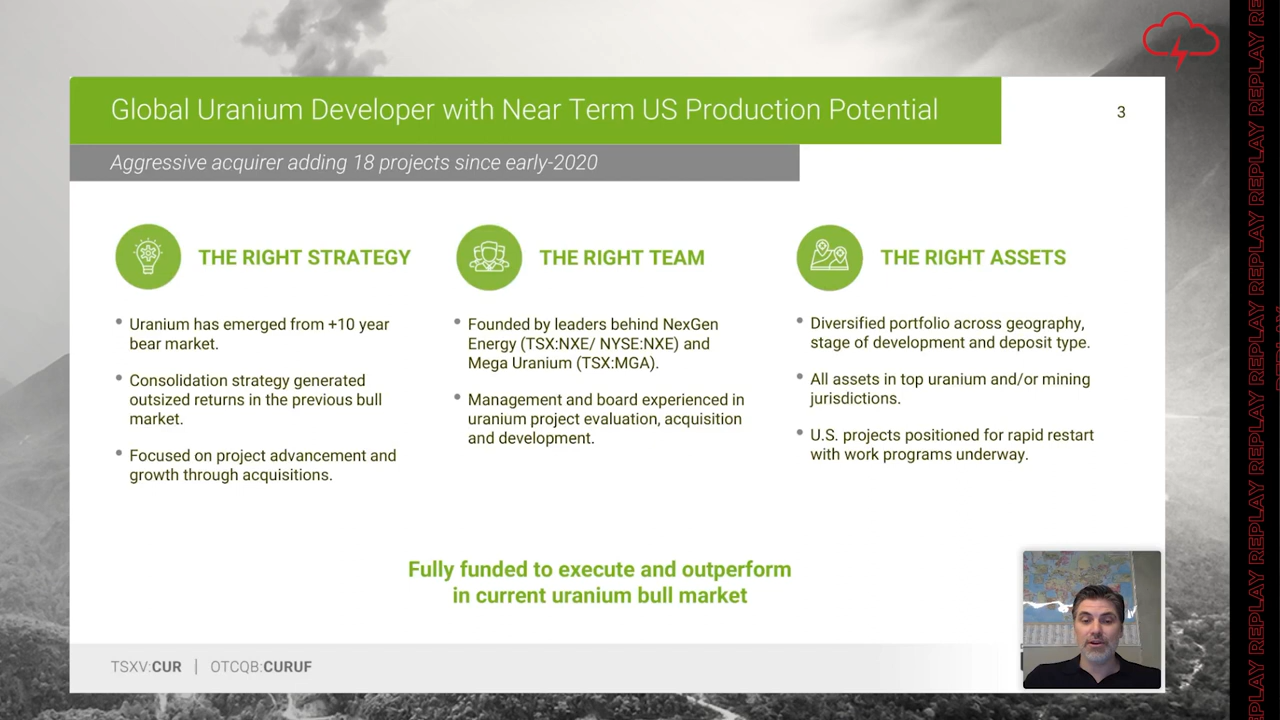 Global Uranium Developer with Near Term US Production Potential
3
Aggressive acquirer adding 18 projects since early-2020
THE RIGHT STRATEGY
Uranium has emerged from +10 year
bear market.
Consolidation strategy generated
outsized returns in the previous bull
market.
Focused on project advancement and
growth through acquisitions.
THE RIGHT TEAM
Founded by leaders behind NexGen
Energy (TSX:NXE/ NYSE:NXE) and
Mega Uranium (TSX:MGA).
Management and board experienced in
uranium project evaluation, acquisition
and development.
THE RIGHT ASSETS
Diversified portfolio across geography,
stage of development and deposit type.
All assets in top uranium and/or mining
jurisdictions.
U.S. projects positioned for rapid restart
with work programs underway.
Fully funded to execute and outperform
in current uranium bull market
TSXV:CUR | OTCQB:CURUF
REPLAY REPLAY REPLAY REPLAY REPLAY REPLAY REPLAY REPLAY RE